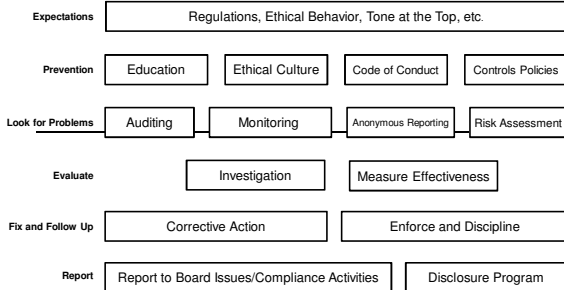 Expectations Regulations, Ethical Behavior, Tone at the Top, etc.
Prevention Education Ethical Culture Code of Conduct Controls Policies
Look for Problems Auditing Monitoring Anonymous Reporting Risk Assessment
Evaluate Investigation Measure Effectiveness
Fix and Follow Up Corrective Action Enforce and Discipline
Report Report to Board Issues/Compliance Activities Disclosure Program